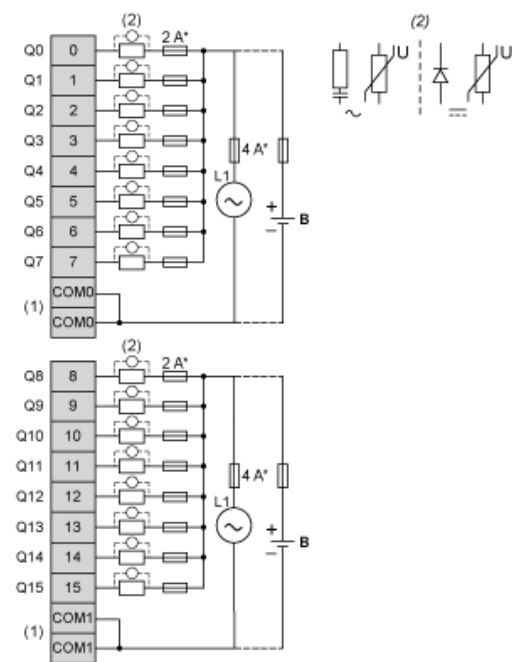 (2)
2 A*
Q0 0
Q1 1
Q2 2
Q3 3
Q4 4
Q5 5
Q6 6
Q7 7
COM0
(1)
COM0
4 A*
L1
+
B
−
(2)
U
U
(2)
2 A*
Q8 8
Q9 9
Q10 10
Q11 11
Q12 12
Q13 13
Q14 14
Q15 15
COM1
(1)
COM1
4 A*
L1
+
B
−